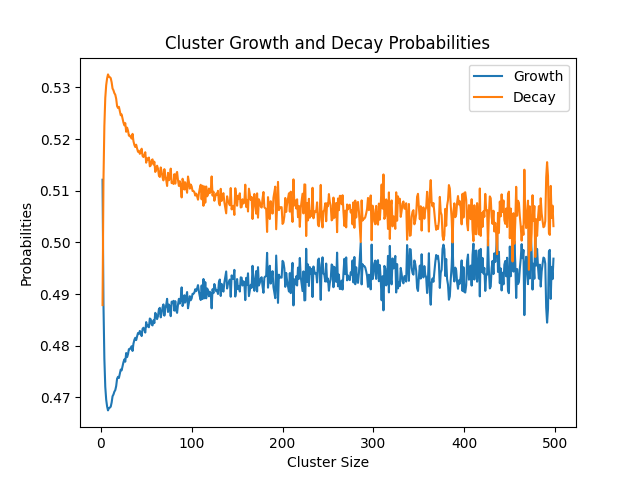 Cluster Growth and Decay Probabilities
Growth
Decay
0.53
0.52
0.51
0.50
0.49
0.48
0.47
Probabilities
0
100
200
300
400
500
Cluster Size